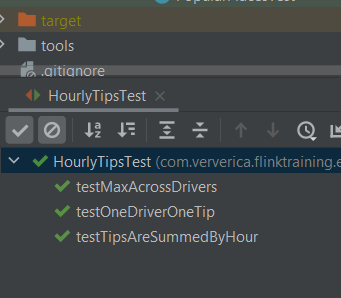 target
tools
.gitignore
HourlyTipsTest
HourlyTipsTest (com.ververica.flinktraining.e
testMaxAcrossDrivers
testOneDriverOneTip
testTipsAreSummedByHour